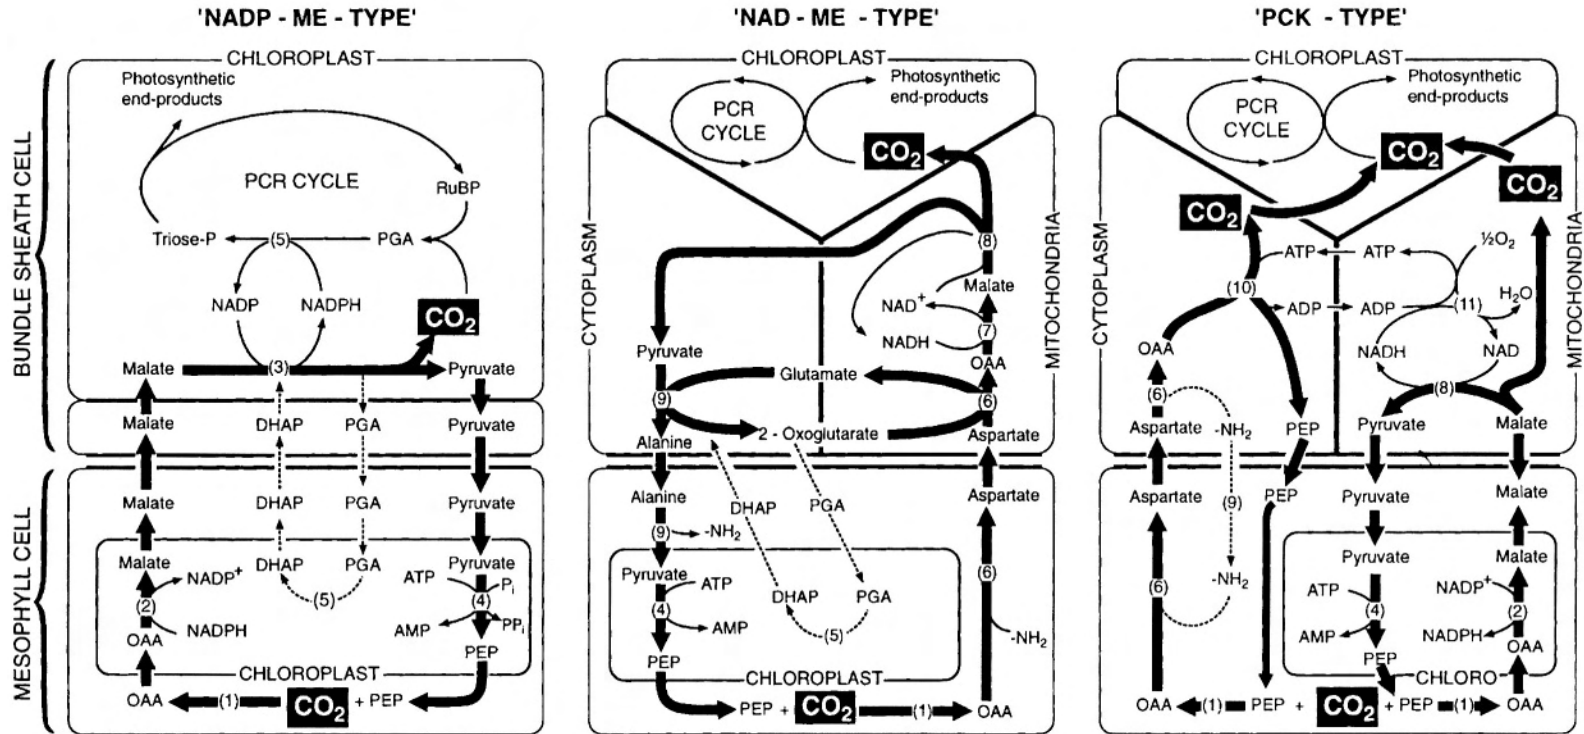 'NADP - ME - TYPE'
CHLOROPLAST
Photosynthetic
end-products
PCR CYCLE
RuBP
Triose-P
(5)
PGA
NADP
NADPH
CO2
Malate
(3)
Pyruvate
Malate
DHAP
PGA
Pyruvate
Malate
DHAP
PGA
Pyruvate
Malate
NADP+
DHAP
PGA
Pyruvate
ATP
Pi
(2)
(5)
(4)
OAA
NADPH
AMP
PPi
PEP
CHLOROPLAST
OAA
(1)
CO2
+ PEP
BUNDLE SHEATH CELL
MESOPHYLL CELL
'NAD - ME - TYPE'
CHLOROPLAST
Photosynthetic
end-products
PCR
CYCLE
CO2
CYTOPLASM
MITOCHONDRIA
(8)
Malate
NAD+
(7)
NADH
OAA
Pyruvate
Glutamate
(9)
(6)
2 - Oxoglutarate
Alanine
Aspartate
Alanine
Aspartate
DHAP
PGA
(9)
-NH2
Pyruvate
ATP
(6)
DHAP
PGA
(4)
AMP
(5)
-NH2
PEP
CHLOROPLAST
PEP +
CO2
(1)
OAA
'PCK - TYPE'
CHLOROPLAST
Photosynthetic
end-products
PCR
CYCLE
CO2
CO2
CO2
CYTOPLASM
MITOCHONDRIA
ATP
ATP
½O2
(10)
ADP
ADP
(11)
H2O
OAA
NADH
NAD
(6)
(8)
Aspartate
-NH2
PEP
Pyruvate
Malate
Aspartate
(9)
PEP
Pyruvate
Malate
Pyruvate
Malate
(6)
-NH2
ATP
NADP+
(4)
(2)
AMP
NADPH
OAA
PEP
CHLORO
OAA
(1)
PEP +
CO2
+ PEP
(1)
OAA